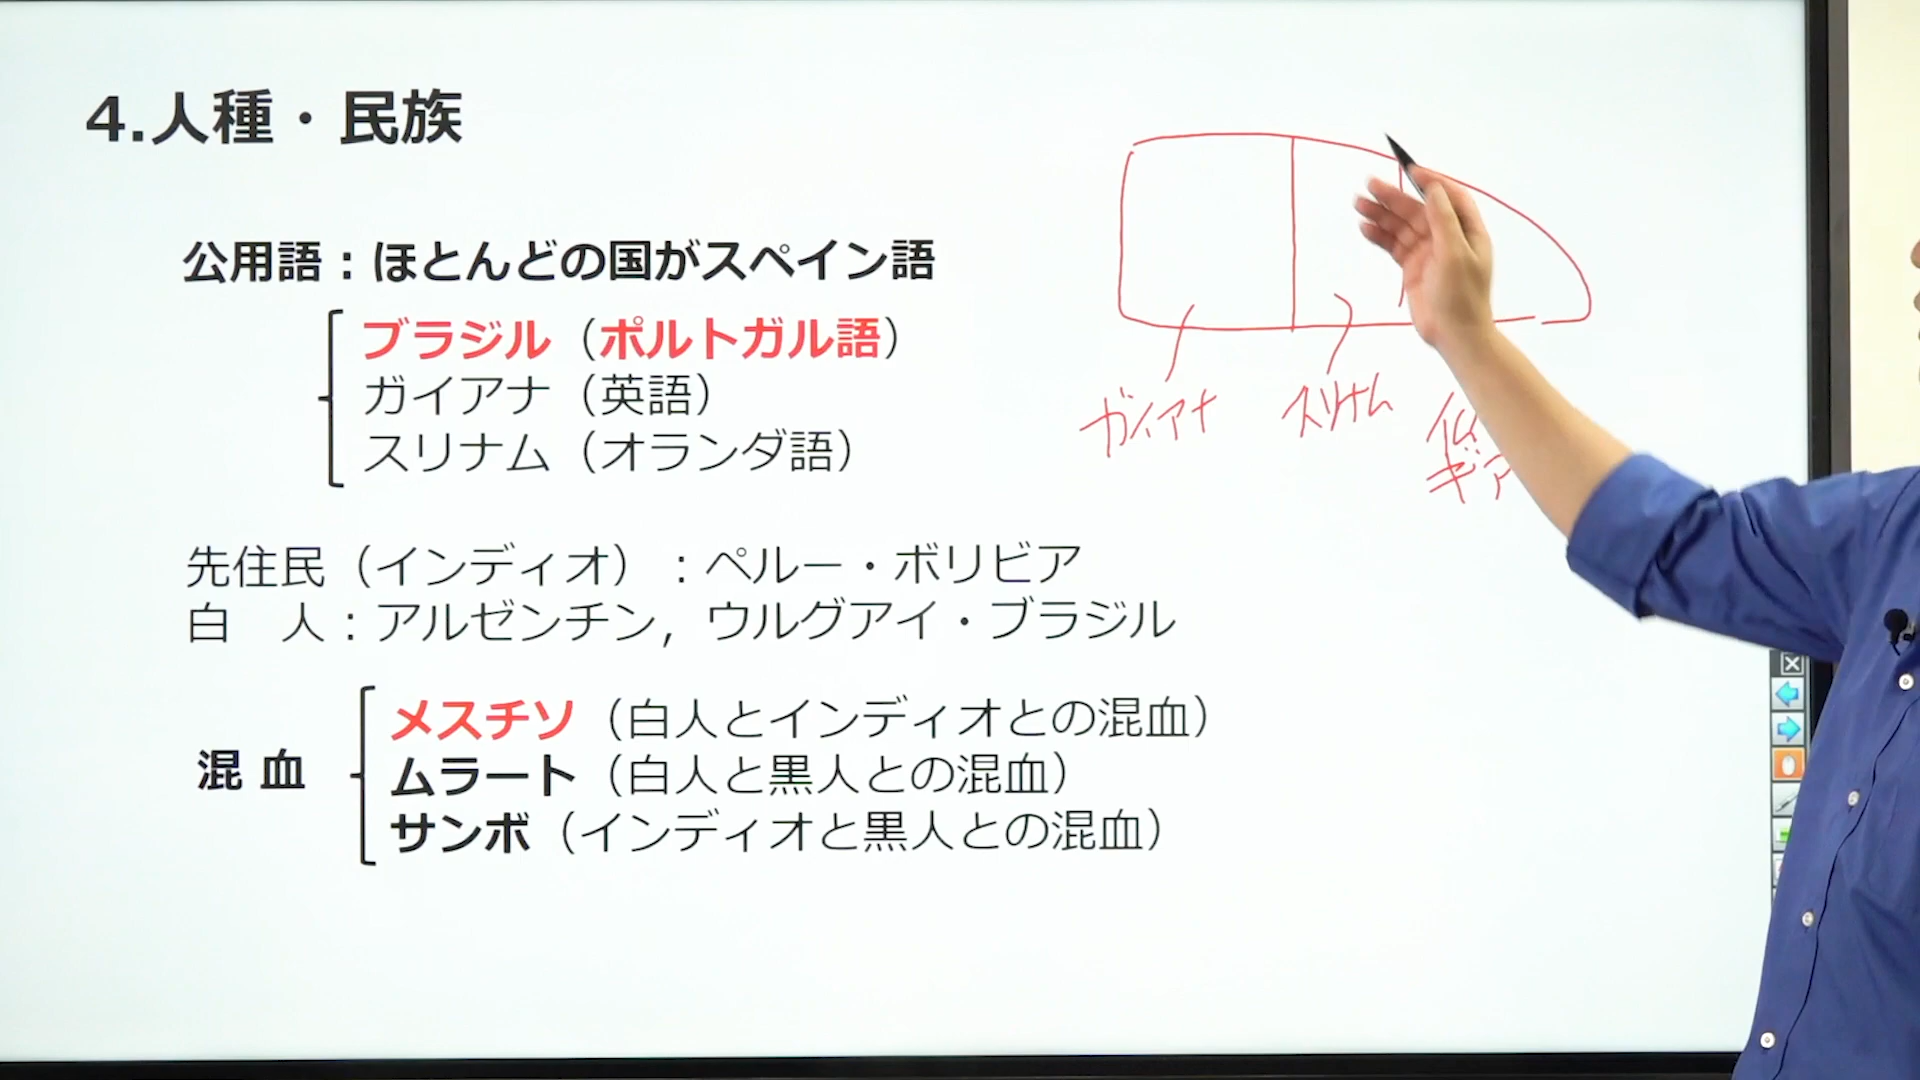 4.人種・民族
公用語：ほとんどの国がスペイン語
ブラジル（ポルトガル語）
ガイアナ（英語）
スリナム（オランダ語）
先住民（インディオ）：ペルー・ボリビア
白　人：アルゼンチン，ウルグアイ・ブラジル
混 血
メスチソ（白人とインディオとの混血）
ムラート（白人と黒人との混血）
サンボ（インディオと黒人との混血）
ガイアナ
スリナム
仏
ギア